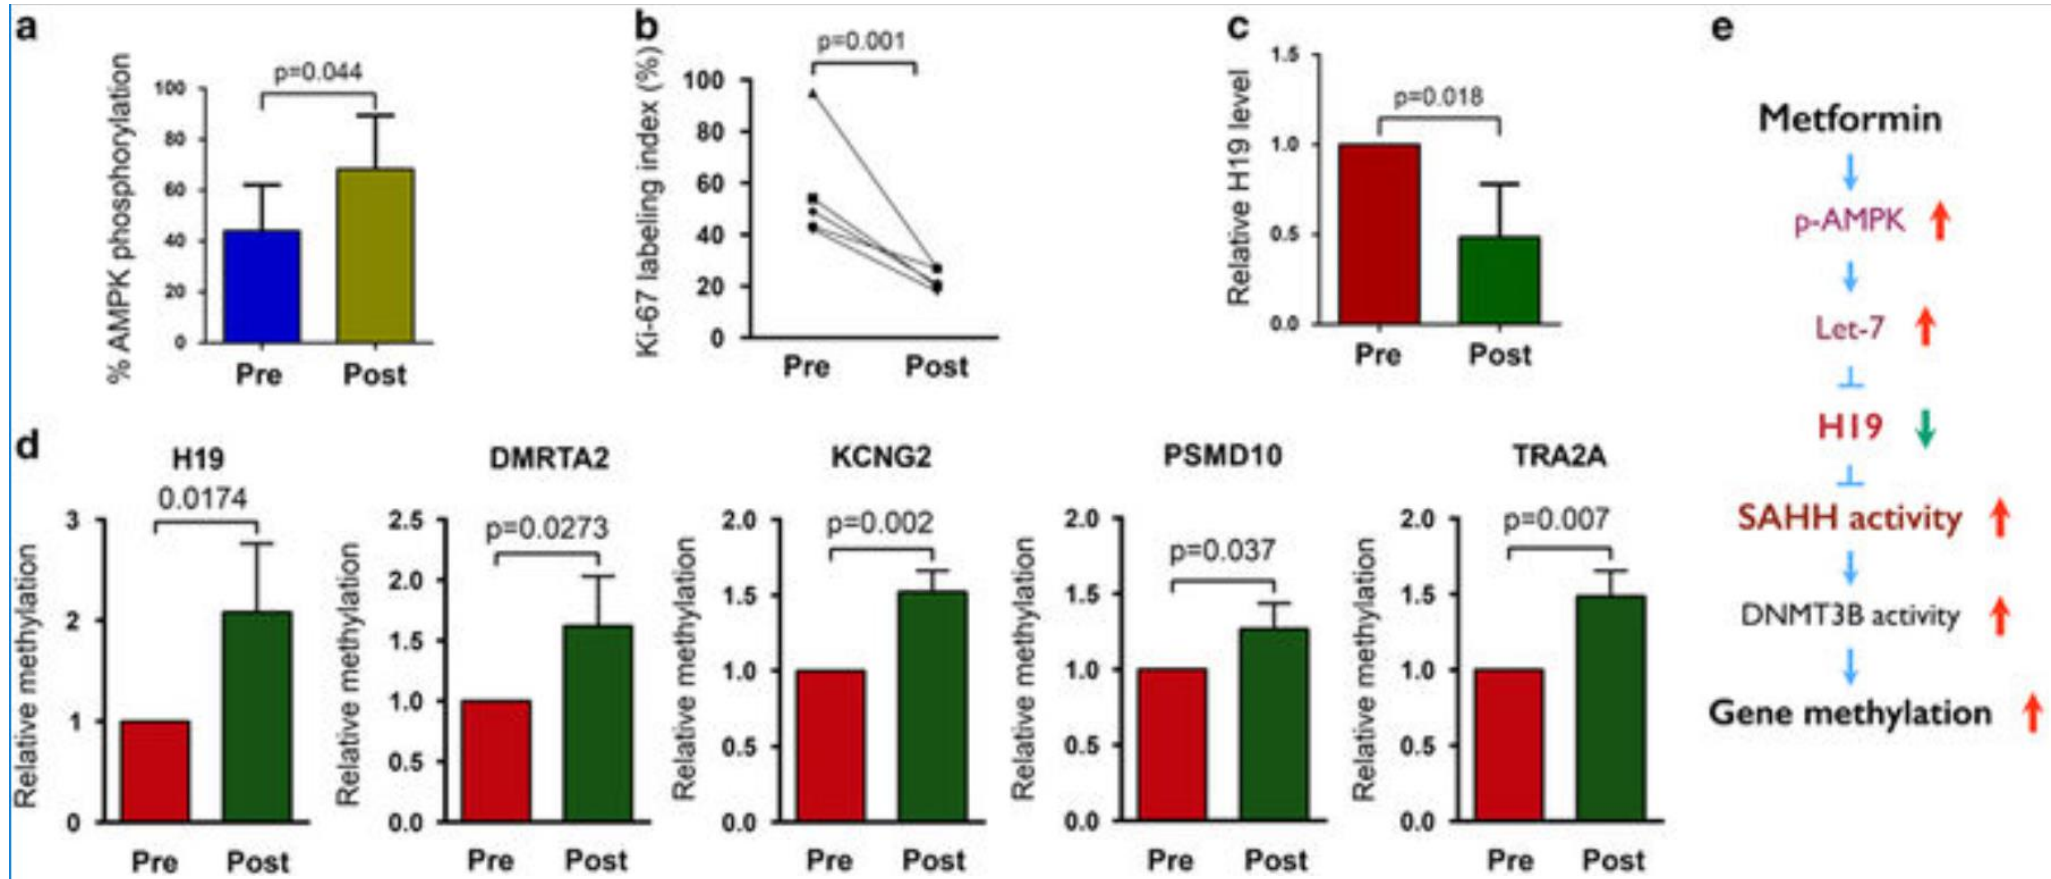 a
% AMPK phosphorylation
p=0.044
100
80
60
40
20
0
Pre Post
b
Ki-67 labeling index (%)
p=0.001
100
80
60
40
20
0
Pre Post
c
Relative H19 level
p=0.018
1.5
1.0
0.5
0.0
Pre Post
d
H19
0.0174
Relative methylation
3
2
1
0
Pre Post
DMRTA2
p=0.0273
Relative methylation
2.5
2.0
1.5
1.0
0.5
0.0
Pre Post
KCNG2
p=0.002
Relative methylation
2.0
1.5
1.0
0.5
0.0
Pre Post
PSMD10
p=0.037
Relative methylation
2.0
1.5
1.0
0.5
0.0
Pre Post
TRA2A
p=0.007
Relative methylation
2.0
1.5
1.0
0.5
0.0
Pre Post
e
Metformin
p-AMPK
Let-7
H19
SAHH activity
DNMT3B activity
Gene methylation